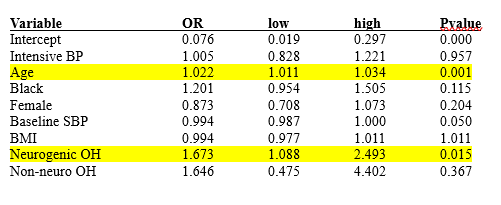 Variable OR low high Pvalue
Intercept 0.076 0.019 0.297 0.000
Intensive BP 1.005 0.828 1.221 0.957
Age 1.022 1.011 1.034 0.001
Black 1.201 0.954 1.505 0.115
Female 0.873 0.708 1.073 0.204
Baseline SBP 0.994 0.987 1.000 0.050
BMI 0.994 0.977 1.011 1.011
Neurogenic OH 1.673 1.088 2.493 0.015
Non-neuro OH 1.646 0.475 4.402 0.367